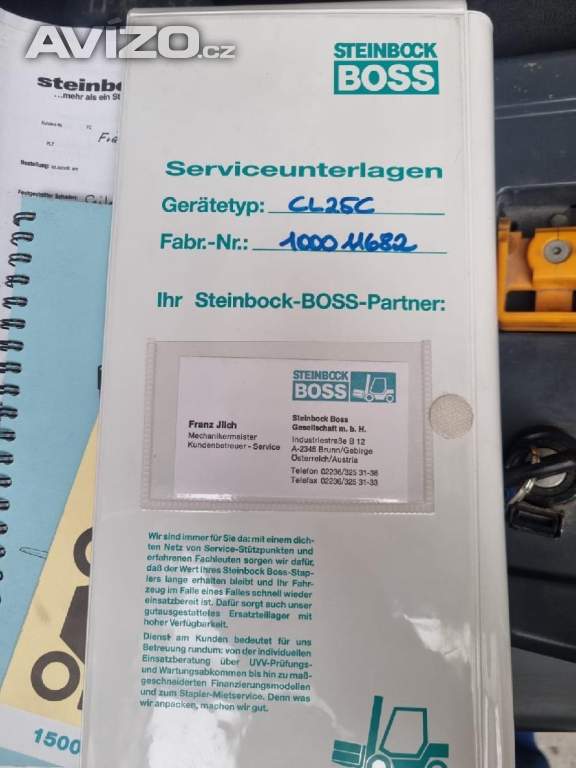 AVÍZO.cz
STEINBOCK
BOSS
Serviceunterlagen
Gerätetyp: CL25C
Fabr.-Nr.: 100011682
Ihr Steinbock-BOSS-Partner:
STEINBOCK
BOSS
Franz Jlich
Mechanikermeister
Kundenbetreuer - Service
Steinbock Boss
Gesellschaft m. b. H.
Industriestraße B 12
A-2345 Brunn/Gebirge
Österreich/Austria
Telefon 02236/325 31-36
Telefax 02236/325 31-33
Wir sind immer für Sie da: mit einem dich-
ten Netz von Service-Stützpunkten und
erfahrenen Fachleuten sorgen wir dafür,
daß der Wert Ihres Steinbock Boss-Stap-
lers lange erhalten bleibt und Ihr Fahr-
zeug im Falle eines Falles schnell wieder
einsatzbereit ist. Dafür sorgt auch unser
gutausgestattetes Ersatzteillager mit
hoher Verfügbarkeit.
Dienst am Kunden bedeutet für uns
Betreuung rundum: von der individuellen
Einsatzberatung über UVV-Prüfungs-
und Wartungsabkommen bis hin zu maß-
geschneiderten Finanzierungsmodellen
und zum Stapler-Mietservice. Denn was
wir anpacken, machen wir gut.
Steinbo
...mehr als ein St
1500